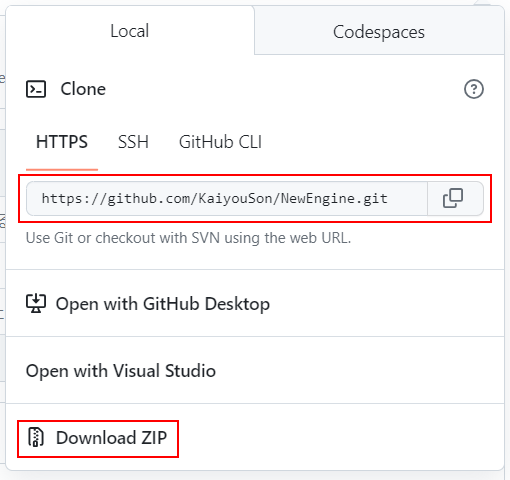 Local
Codespaces
Clone
HTTPS
SSH
GitHub CLI
https://github.com/KaiyouSon/NewEngine.git
Use Git or checkout with SVN using the web URL.
Open with GitHub Desktop
Open with Visual Studio
Download ZIP